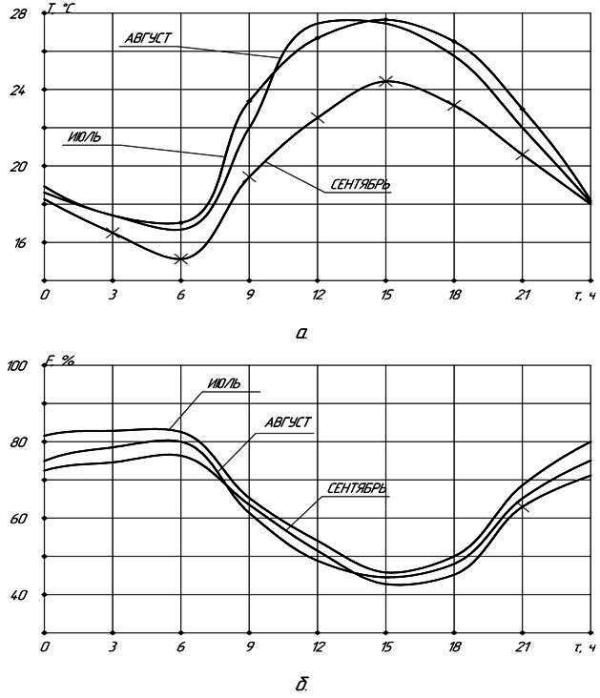 Т, °С
28
АВГУСТ
24
ИЮЛЬ
20
СЕНТЯБРЬ
16
0 3 6 9 12 15 18 21 τ, ч
а.
F, %
100
ИЮЛЬ
80
АВГУСТ
СЕНТЯБРЬ
60
40
0 3 6 9 12 15 18 21 τ, ч
б.